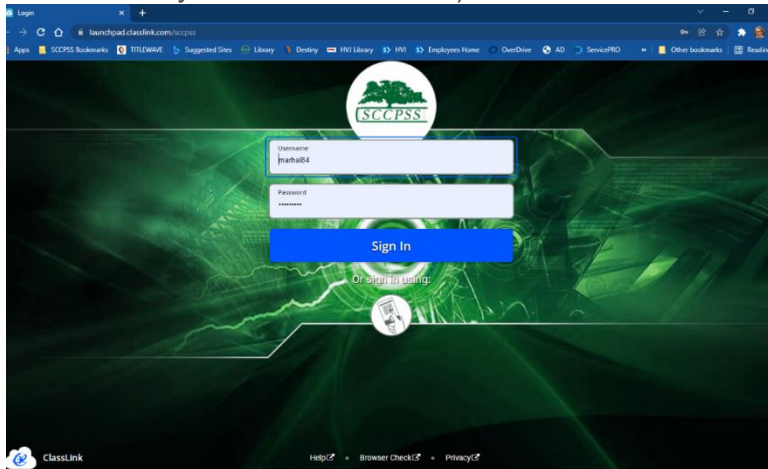 Login
launchpad.classlink.com/sccpss
Apps SCCPSS Bookmarks TITLEWAVE Suggested Sites Library Destiny HVJ Library HVJ Employees Home OverDrive AD ServicePRO » Other bookmarks Reading
SCCPSS
Username
marhal84
Password
•••••••••
Sign In
Or sign in using:
ClassLink Help Browser Check Privacy